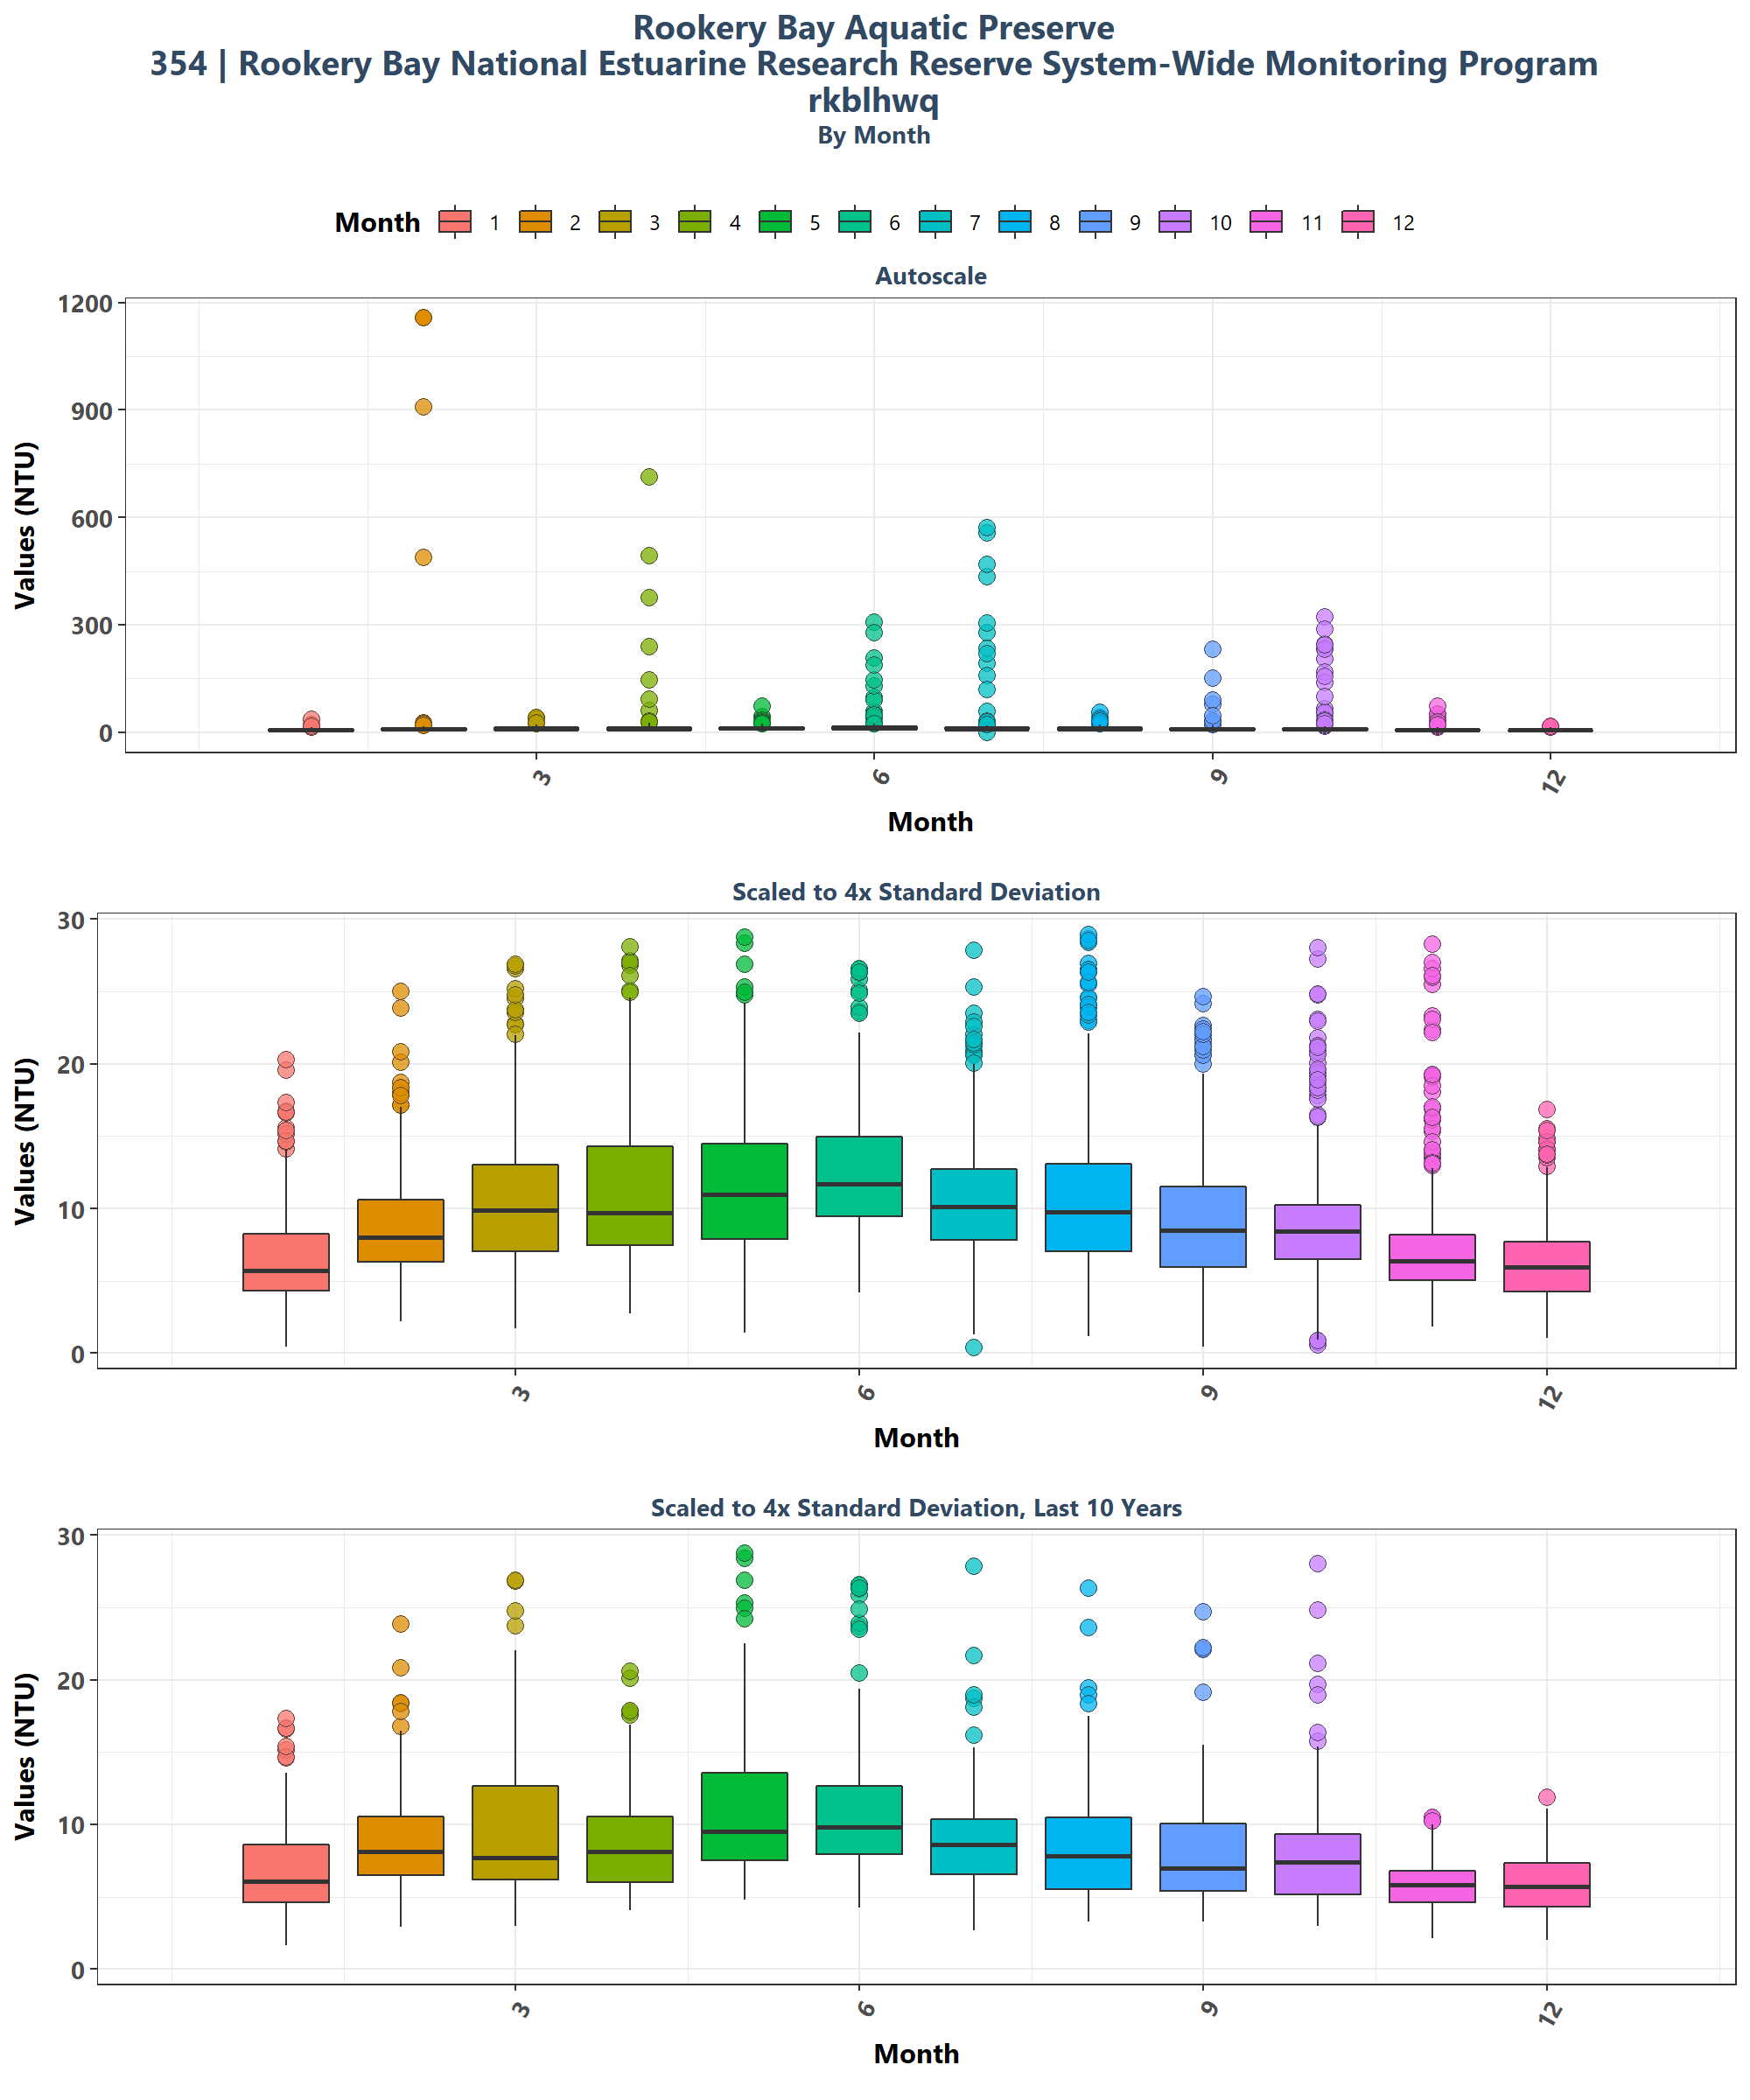 Rookery Bay Aquatic Preserve
354 | Rookery Bay National Estuarine Research Reserve System-Wide Monitoring Program
rkblhwq
By Month
Month 1 2 3 4 5 6 7 8 9 10 11 12
Autoscale
Values (NTU)
1200
900
600
300
0
3 6 9 12
Month
Scaled to 4x Standard Deviation
Values (NTU)
30
20
10
0
3 6 9 12
Month
Scaled to 4x Standard Deviation, Last 10 Years
Values (NTU)
30
20
10
0
3 6 9 12
Month